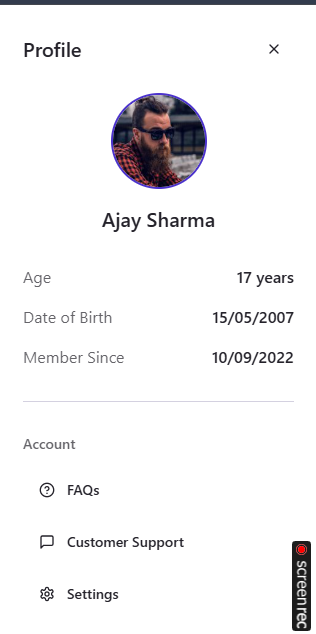 Profile
Ajay Sharma
Age 17 years
Date of Birth 15/05/2007
Member Since 10/09/2022
Account
FAQs
Customer Support
Settings
screenrec